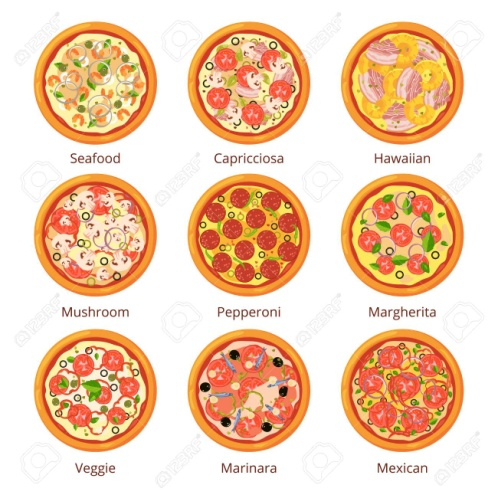 Seafood
Capricciosa
Hawaiian
Mushroom
Pepperoni
Margherita
Veggie
Marinara
Mexican